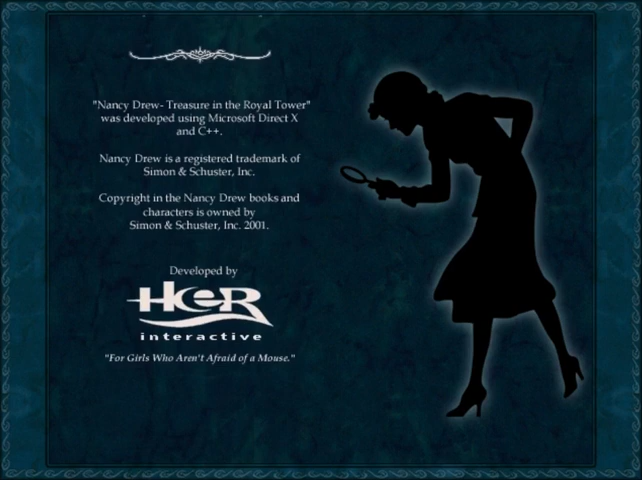 "Nancy Drew- Treasure in the Royal Tower"
was developed using Microsoft Direct X
and C++.
Nancy Drew is a registered trademark of
Simon & Schuster, Inc.
Copyright in the Nancy Drew books and
characters is owned by
Simon & Schuster, Inc. 2001.
Developed by
HeR
interactive
"For Girls Who Aren't Afraid of a Mouse."